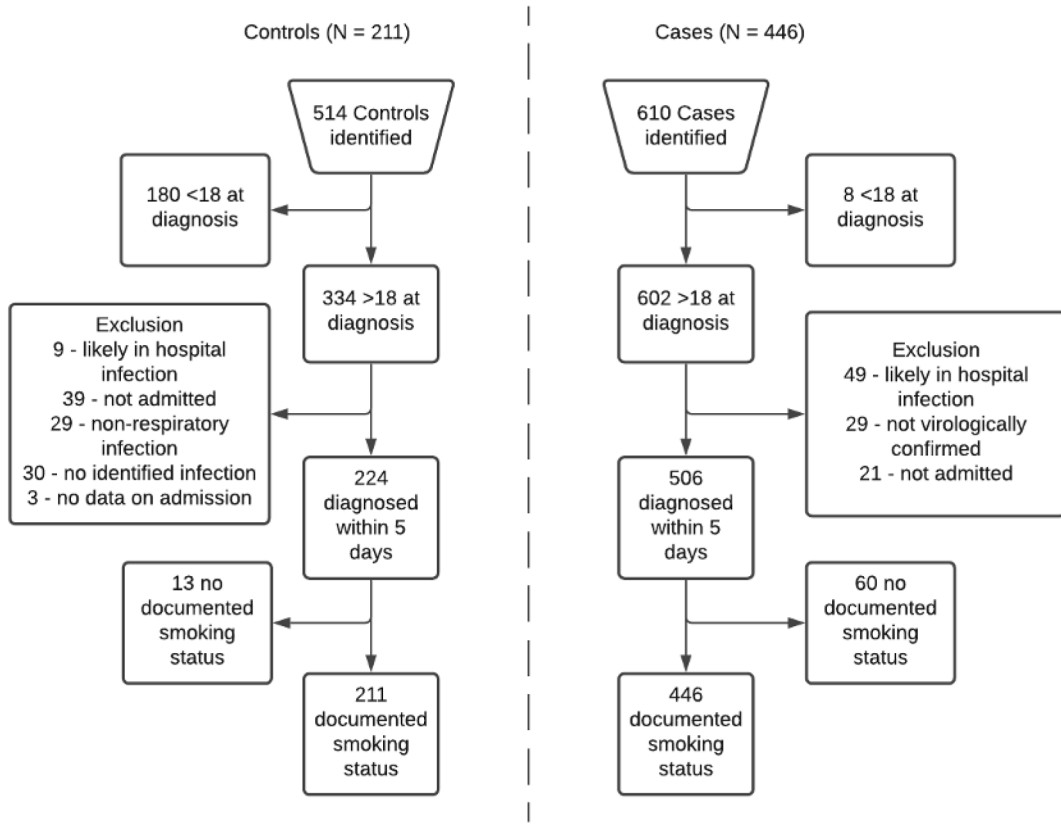 Controls (N = 211)
514 Controls
identified
180 <18 at
diagnosis
334 >18 at
diagnosis
Exclusion
9 - likely in hospital
infection
39 - not admitted
29 - non-respiratory
infection
30 - no identified infection
3 - no data on admission
224
diagnosed
within 5
days
13 no
documented
smoking
status
211
documented
smoking
status
Cases (N = 446)
610 Cases
identified
8 <18 at
diagnosis
602 >18 at
diagnosis
Exclusion
49 - likely in hospital
infection
29 - not virologically
confirmed
21 - not admitted
506
diagnosed
within 5
days
60 no
documented
smoking
status
446
documented
smoking
status